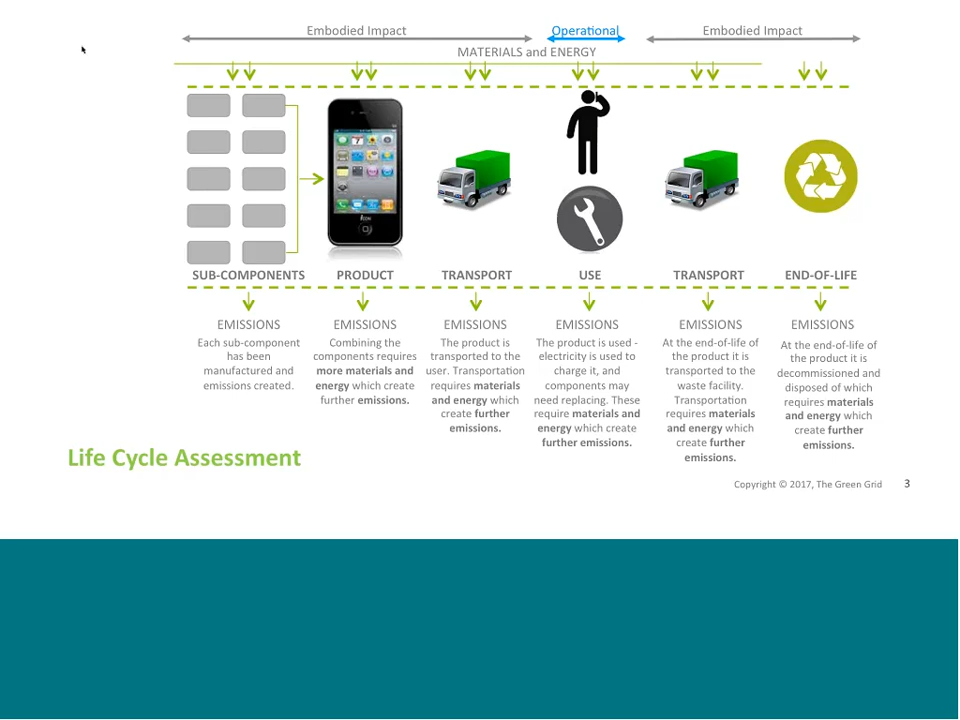 Embodied Impact
Operational
Embodied Impact
MATERIALS and ENERGY
SUB-COMPONENTS
PRODUCT
TRANSPORT
USE
TRANSPORT
END-OF-LIFE
EMISSIONS
Each sub-component
has been
manufactured and
emissions created.
EMISSIONS
Combining the
components requires
more materials and
energy which create
further emissions.
EMISSIONS
The product is
transported to the
user. Transportation
requires materials
and energy which
create further
emissions.
EMISSIONS
The product is used -
electricity is used to
charge it, and
components may
need replacing. These
require materials and
energy which create
further emissions.
EMISSIONS
At the end-of-life of
the product it is
transported to the
waste facility.
Transportation
requires materials
and energy which
create further
emissions.
EMISSIONS
At the end-of-life of
the product it is
decommissioned and
disposed of which
requires materials
and energy which
create further
emissions.
Life Cycle Assessment
Copyright © 2017, The Green Grid
3